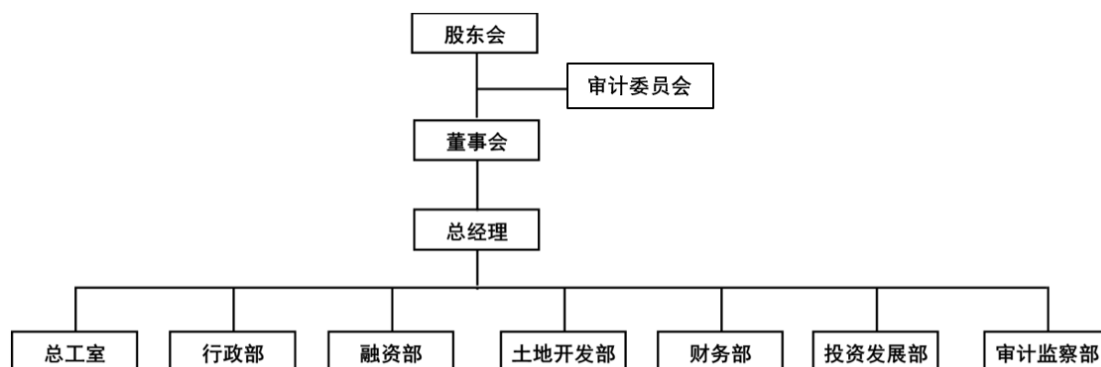 股东会
审计委员会
董事会
总经理
总工室
行政部
融资部
土地开发部
财务部
投资发展部
审计监察部